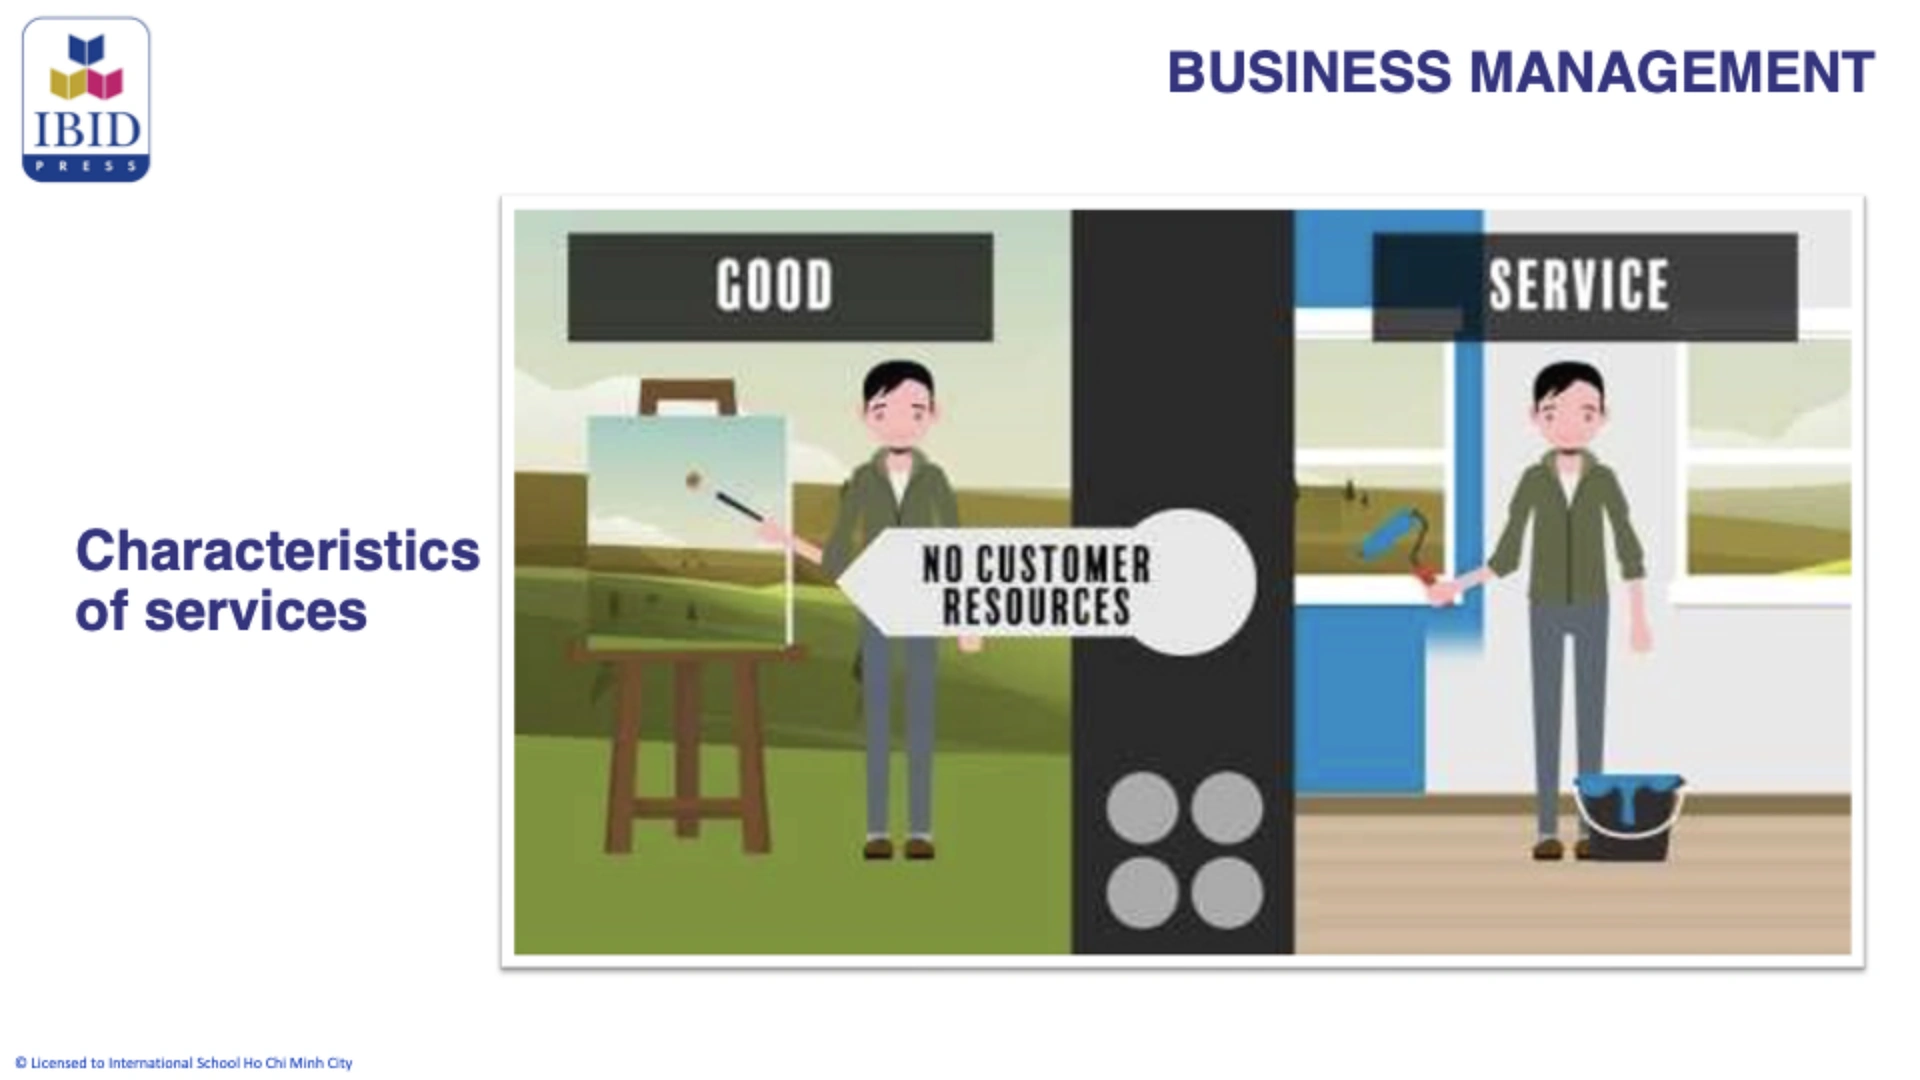 IBID
PRESS
BUSINESS MANAGEMENT
GOOD
SERVICE
NO CUSTOMER
RESOURCES
Characteristics
of services
© Licensed to International School Ho Chi Minh City